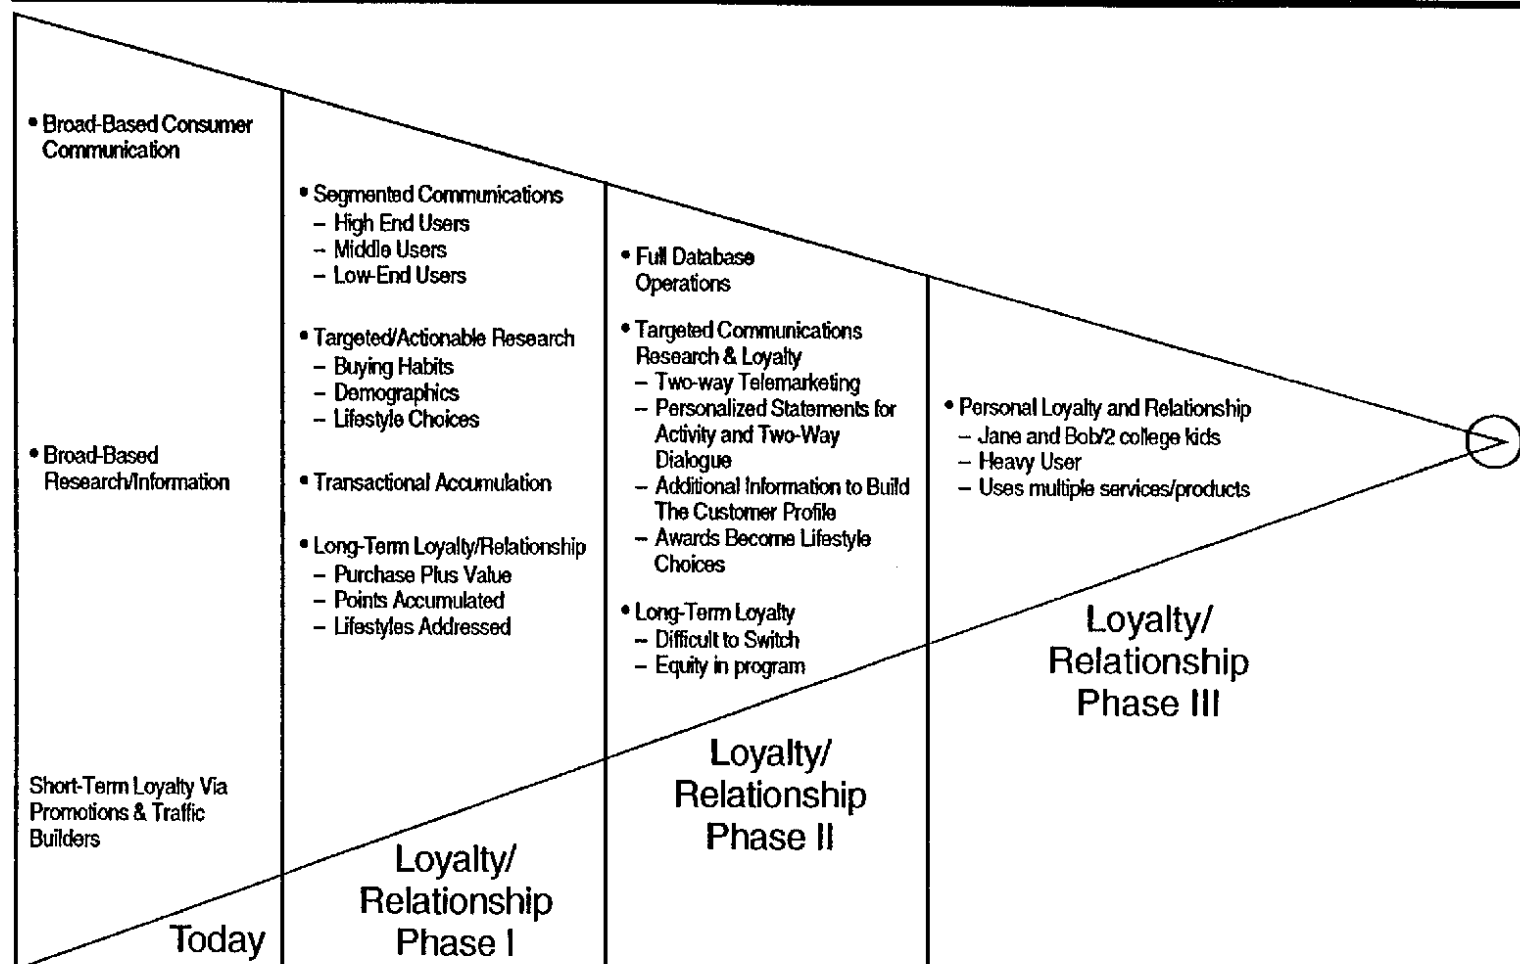 • Broad-Based Consumer
Communication
• Broad-Based
Research/Information
Short-Term Loyalty Via
Promotions & Traffic
Builders
Today
• Segmented Communications
– High End Users
– Middle Users
– Low-End Users
• Targeted/Actionable Research
– Buying Habits
– Demographics
– Lifestyle Choices
• Transactional Accumulation
• Long-Term Loyalty/Relationship
– Purchase Plus Value
– Points Accumulated
– Lifestyles Addressed
Loyalty/
Relationship
Phase I
• Full Database
Operations
• Targeted Communications
Research & Loyalty
– Two-way Telemarketing
– Personalized Statements for
Activity and Two-Way
Dialogue
– Additional Information to Build
The Customer Profile
– Awards Become Lifestyle
Choices
• Long-Term Loyalty
– Difficult to Switch
– Equity in program
Loyalty/
Relationship
Phase II
• Personal Loyalty and Relationship
– Jane and Bob/2 college kids
– Heavy User
– Uses multiple services/products
Loyalty/
Relationship
Phase III